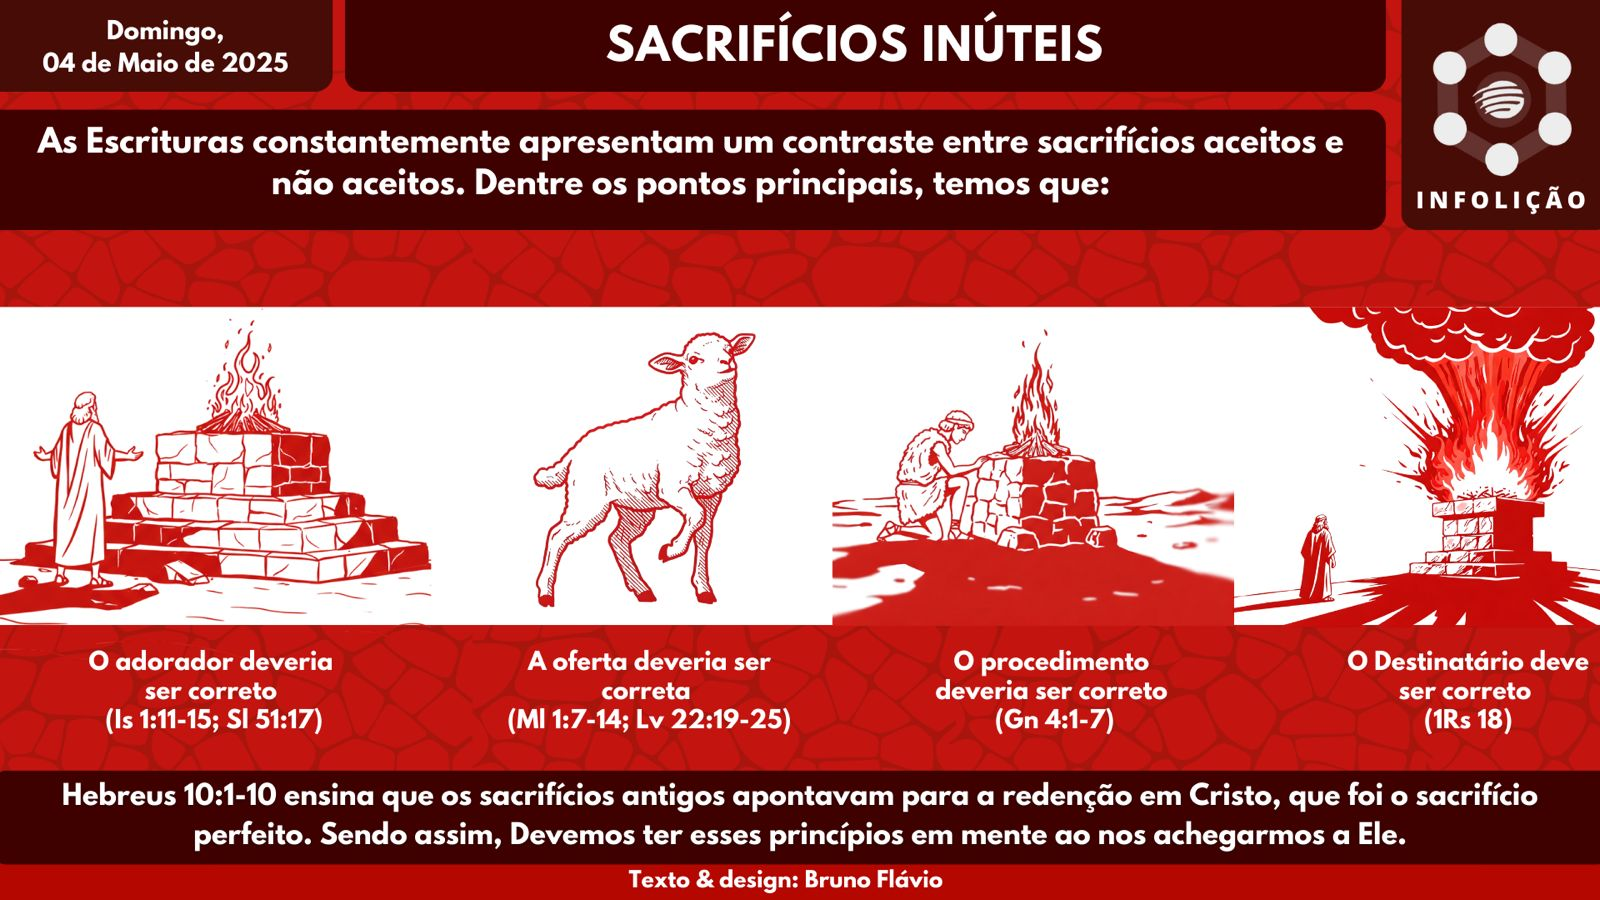 Domingo,
04 de Maio de 2025
SACRIFÍCIOS INÚTEIS
INFOLIÇÃO
As Escrituras constantemente apresentam um contraste entre sacrifícios aceitos e
não aceitos. Dentre os pontos principais, temos que:
O adorador deveria
ser correto
(Is 1:11-15; Sl 51:17)
A oferta deveria ser
correta
(Ml 1:7-14; Lv 22:19-25)
O procedimento
deveria ser correto
(Gn 4:1-7)
O Destinatário deve
ser correto
(1Rs 18)
Hebreus 10:1-10 ensina que os sacrifícios antigos apontavam para a redenção em Cristo, que foi o sacrifício
perfeito. Sendo assim, Devemos ter esses princípios em mente ao nos achegarmos a Ele.
Texto & design: Bruno Flávio